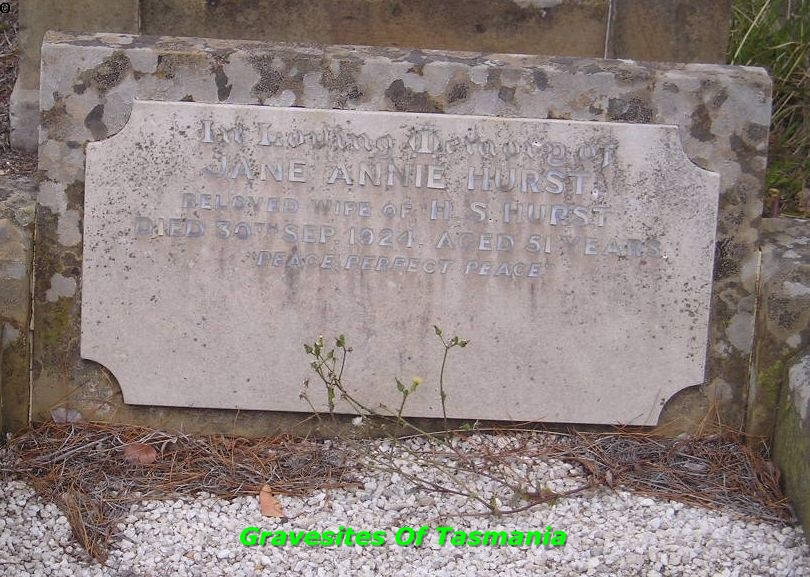 In Loving Memory of
JANE ANNIE HURST,
BELOVED WIFE OF H. S. HURST
DIED 30TH SEP. 1924. AGED 51 YEARS.
"PEACE, PERFECT PEACE"
Gravesites Of Tasmania